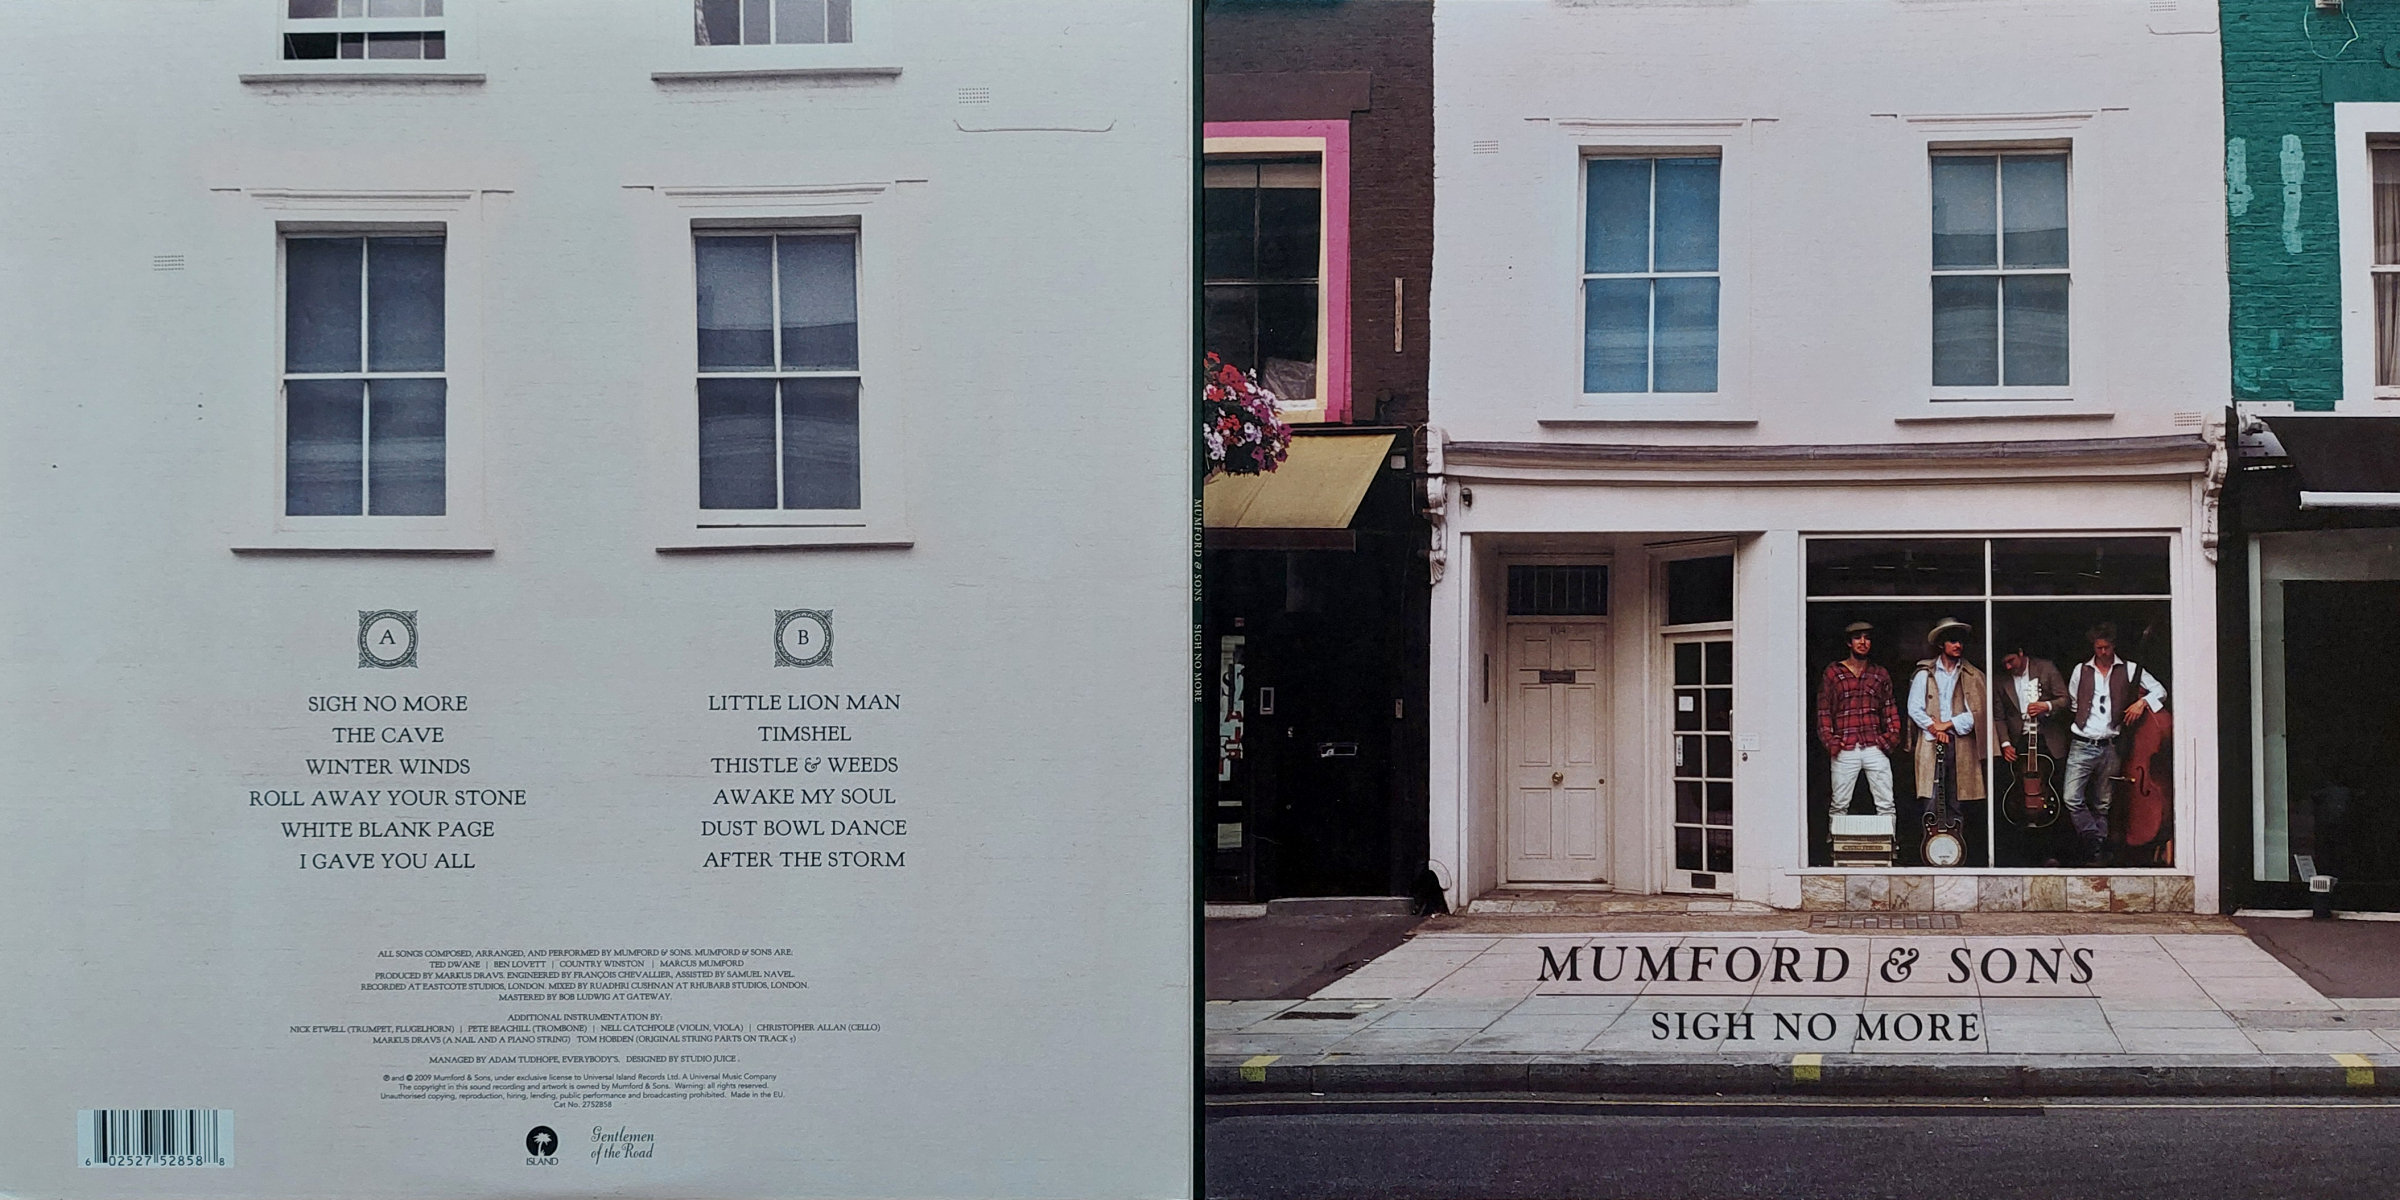 A
SIGH NO MORE
THE CAVE
WINTER WINDS
ROLL AWAY YOUR STONE
WHITE BLANK PAGE
I GAVE YOU ALL
B
LITTLE LION MAN
TIMSHEL
THISTLE & WEEDS
AWAKE MY SOUL
DUST BOWL DANCE
AFTER THE STORM
ALL SONGS COMPOSED, ARRANGED, AND PERFORMED BY MUMFORD & SONS. MUMFORD & SONS ARE:
TED DWANE | BEN LOVETT | COUNTRY WINSTON | MARCUS MUMFORD
PRODUCED BY MARKUS DRAVS. ENGINEERED BY FRANÇOIS CHEVALLIER, ASSISTED BY SAMUEL NAVEL.
RECORDED AT EASTCOTE STUDIOS, LONDON. MIXED BY RUADHRI CUSHNAN AT RHUBARB STUDIOS, LONDON.
MASTERED BY BOB LUDWIG AT GATEWAY.
ADDITIONAL INSTRUMENTATION BY:
NICK ETWELL (TRUMPET, FLUGELHORN) | PETE BEACHILL (TROMBONE) | NELL CATCHPOLE (VIOLIN, VIOLA) | CHRISTOPHER ALLAN (CELLO)
MARKUS DRAVS (A NAIL AND A PIANO STRING) TOM HOBDEN (ORIGINAL STRING PARTS ON TRACK 5)
MANAGED BY ADAM TUDHOPE, EVERYBODY'S. DESIGNED BY STUDIO JUICE.
℗ and © 2009 Mumford & Sons, under exclusive license to Universal Island Records Ltd. A Universal Music Company
The copyright in this sound recording and artwork is owned by Mumford & Sons. Warning: all rights reserved.
Unauthorised copying, reproduction, hiring, lending, public performance and broadcasting prohibited. Made in the EU.
Cat No. 2752858
6 02527 52858 8
ISLAND
Gentlemen
of the Road
MUMFORD & SONS SIGH NO MORE
104
MUMFORD & SONS
SIGH NO MORE